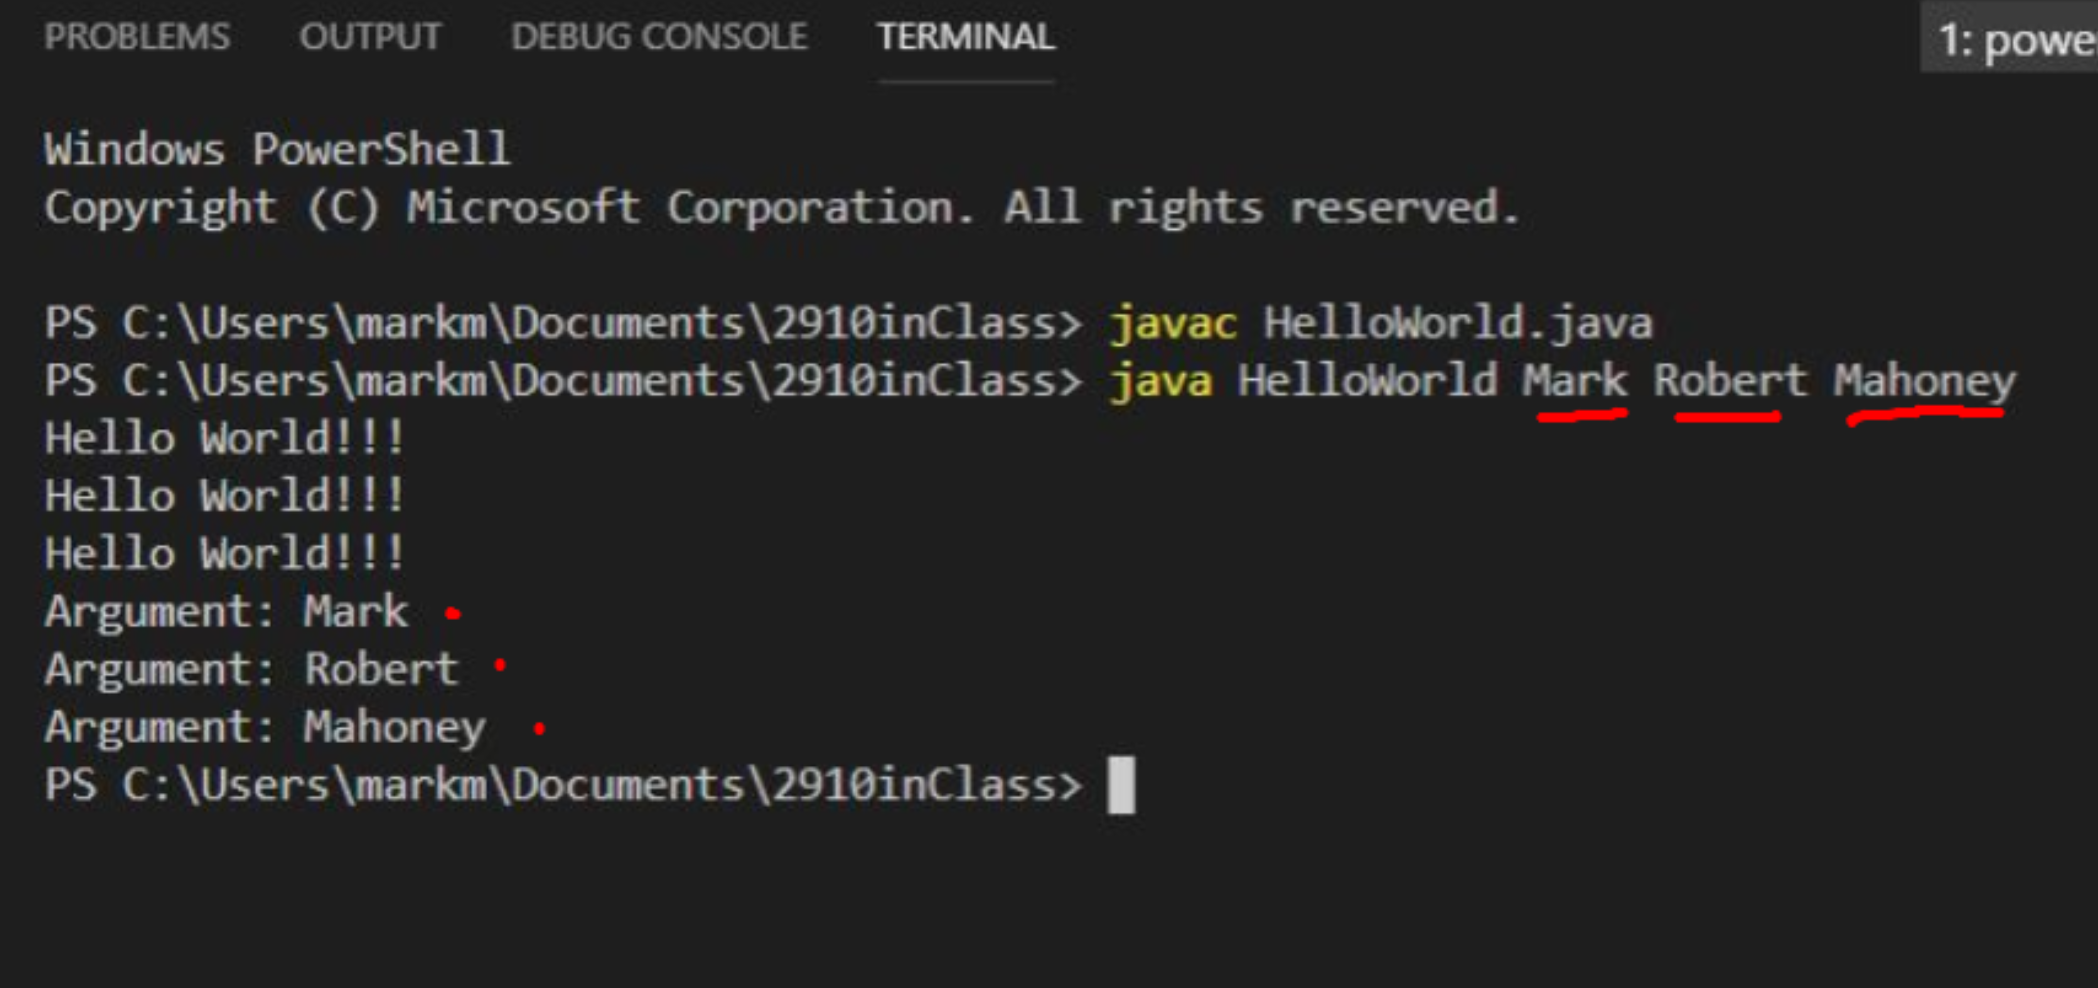 PROBLEMS OUTPUT DEBUG CONSOLE TERMINAL 1: powe
Windows PowerShell
Copyright (C) Microsoft Corporation. All rights reserved.
PS C:\Users\markm\Documents\2910inClass> javac HelloWorld.java
PS C:\Users\markm\Documents\2910inClass> java HelloWorld Mark Robert Mahoney
Hello World!!!
Hello World!!!
Hello World!!!
Argument: Mark
Argument: Robert
Argument: Mahoney
PS C:\Users\markm\Documents\2910inClass>